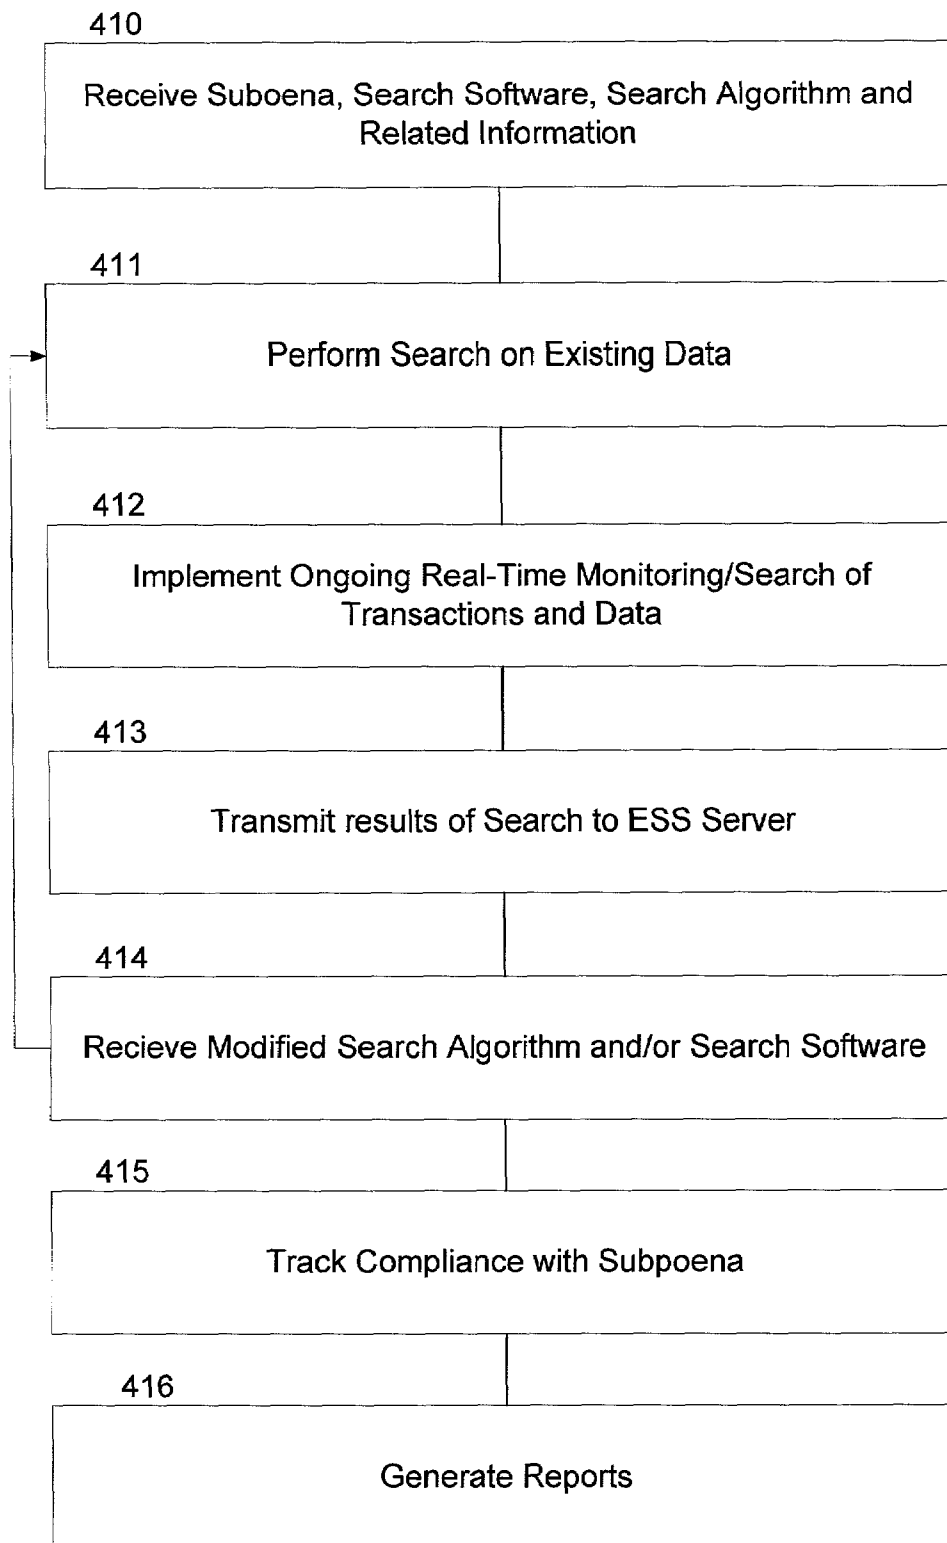 410
Receive Suboena, Search Software, Search Algorithm and
Related Information
411
Perform Search on Existing Data
412
Implement Ongoing Real-Time Monitoring/Search of
Transactions and Data
413
Transmit results of Search to ESS Server
414
Recieve Modified Search Algorithm and/or Search Software
415
Track Compliance with Subpoena
416
Generate Reports